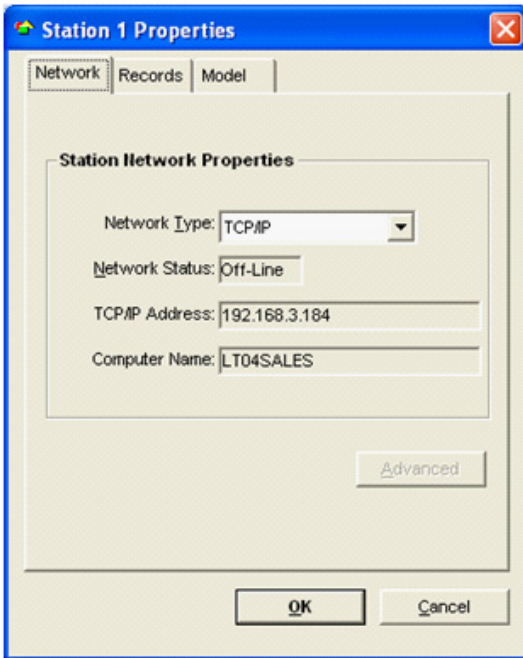 Station 1 Properties
Network Records Model
Station Network Properties
Network Type: TCP/IP
Network Status: Off-Line
TCP/IP Address: 192.168.3.184
Computer Name: LT04SALES
Advanced
OK Cancel